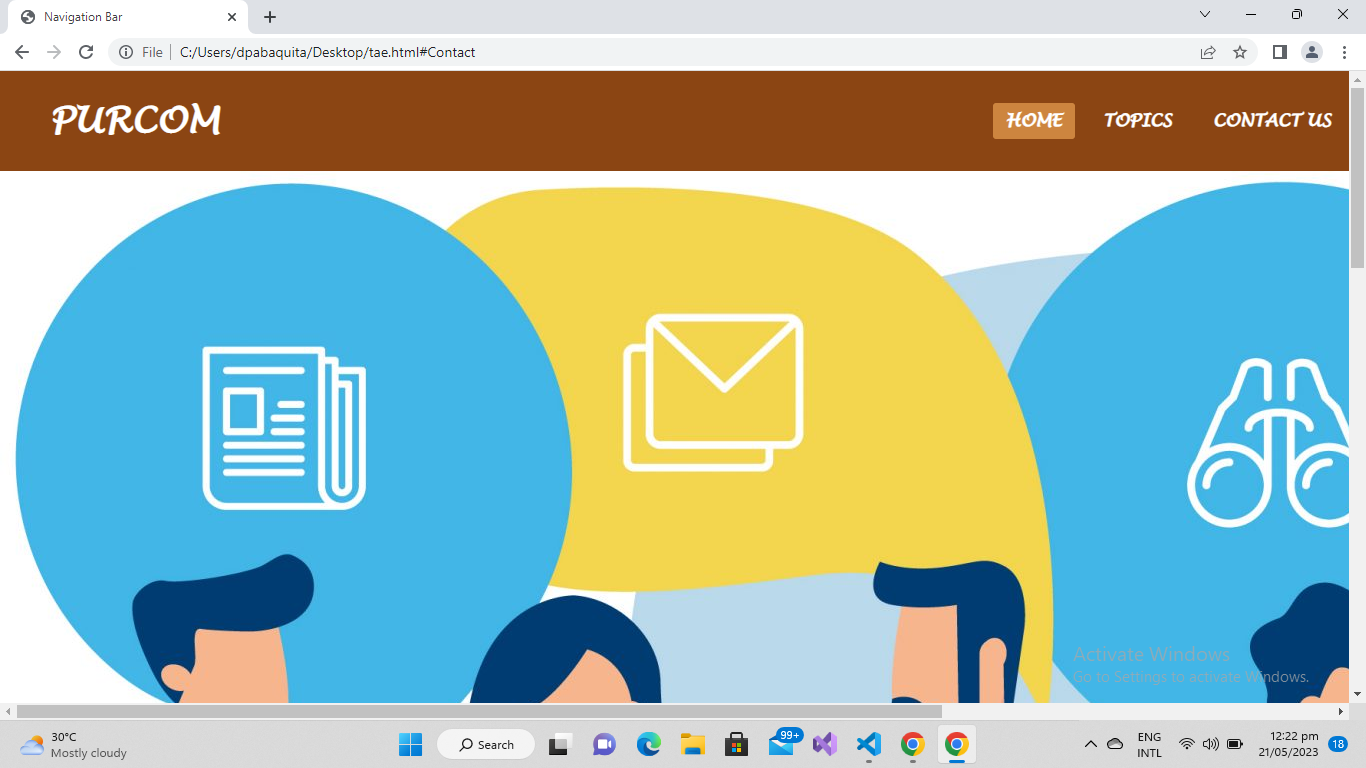 Navigation Bar
File
C:/Users/dpabaquita/Desktop/tae.html#Contact
PURCOM
HOME
TOPICS
CONTACT US
Activate Windows
Go to Settings to activate Windows.
30°C
Mostly cloudy
Search
99+
ENG
INTL
12:22 pm
21/05/2023
18